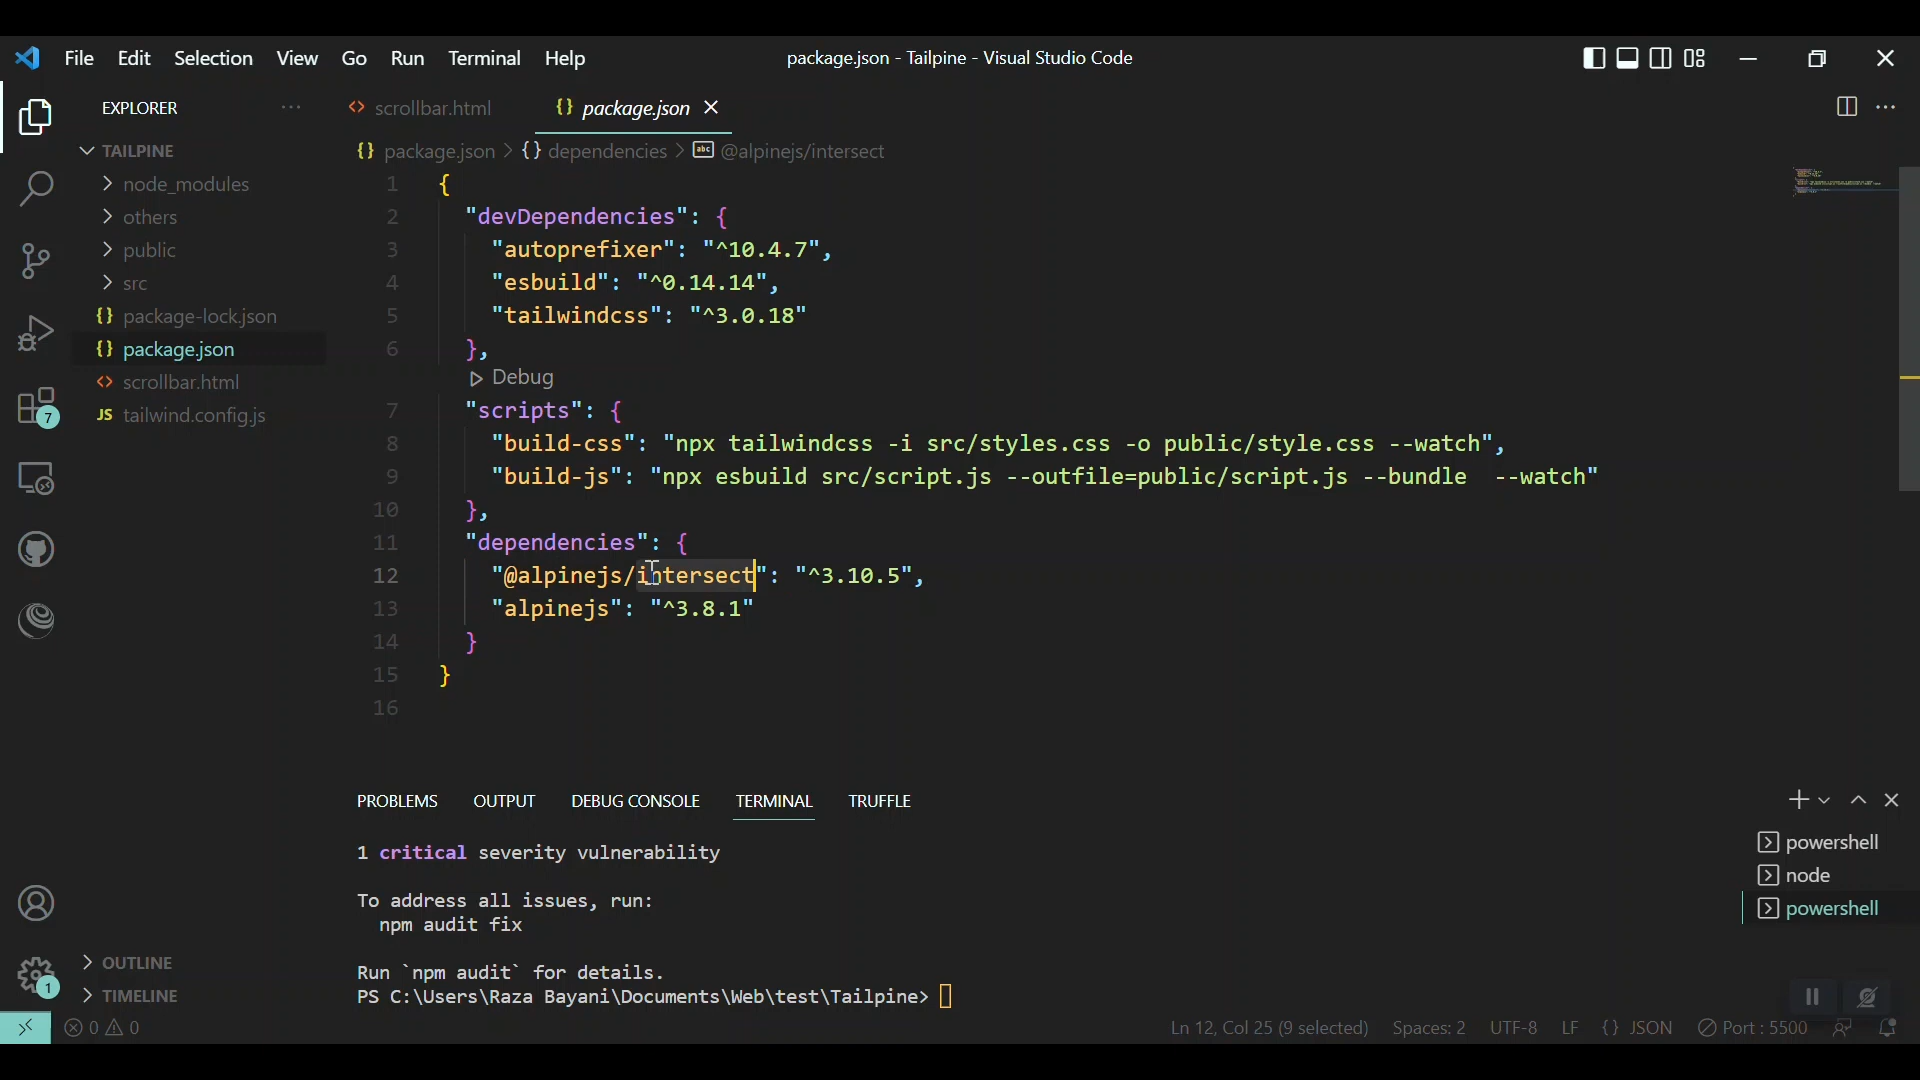 File Edit Selection View Go Run Terminal Help package.json - Tailpine - Visual Studio Code
EXPLORER ···
TAILPINE
node_modules
others
public
src
{} package-lock.json
{} package.json
<> scrollbar.html
JS tailwind.config.js
OUTLINE
TIMELINE
7
1
<> scrollbar.html {} package.json
{} package.json > {} dependencies > abc @alpinejs/intersect
1 {
2 "devDependencies": {
3 "autoprefixer": "^10.4.7",
4 "esbuild": "^0.14.14",
5 "tailwindcss": "^3.0.18"
6 },
Debug
7 "scripts": {
8 "build-css": "npx tailwindcss -i src/styles.css -o public/style.css --watch",
9 "build-js": "npx esbuild src/script.js --outfile=public/script.js --bundle  --watch"
10 },
11 "dependencies": {
12 "@alpinejs/intersect": "^3.10.5",
13 "alpinejs": "^3.8.1"
14 }
15 }
16
PROBLEMS OUTPUT DEBUG CONSOLE TERMINAL TRUFFLE
1 critical severity vulnerability
To address all issues, run:
npm audit fix
Run `npm audit` for details.
PS C:\Users\Raza Bayani\Documents\Web\test\Tailpine>
powershell
node
powershell
0 0 Ln 12, Col 25 (9 selected) Spaces: 2 UTF-8 LF {} JSON Port : 5500